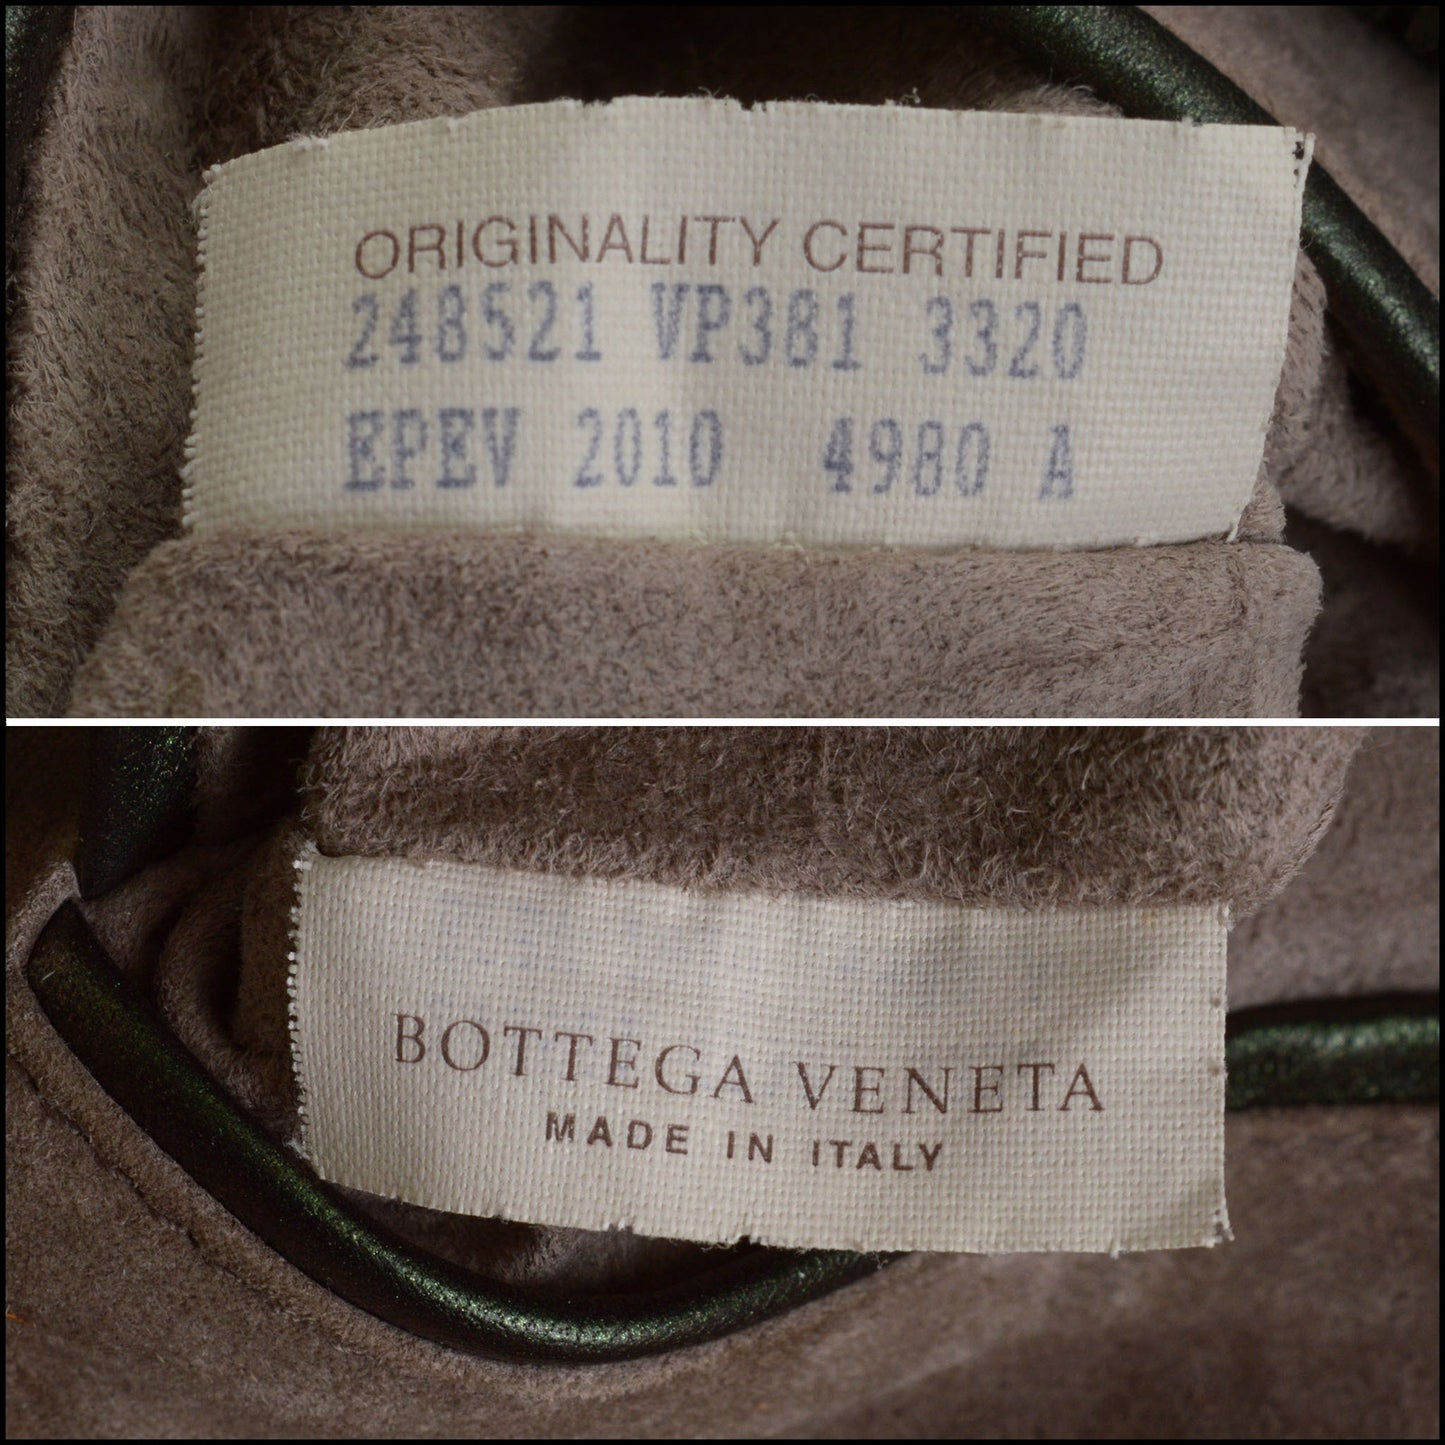 ORIGINALITY CERTIFIED
248521 VP381 3320
EPEV 2010 4980 A
BOTTEGA VENETA
MADE IN ITALY